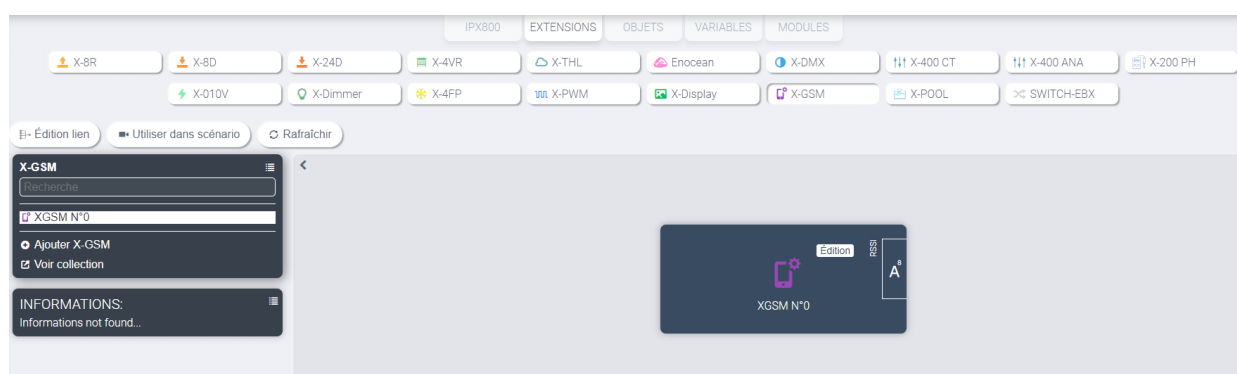 IPX800 EXTENSIONS OBJETS VARIABLES MODULES
X-8R X-8D X-24D X-4VR X-THL Enocean X-DMX X-400 CT X-400 ANA X-200 PH
X-010V X-Dimmer X-4FP X-PWM X-Display X-GSM X-POOL SWITCH-EBX
Édition lien Utiliser dans scénario Rafraîchir
X-GSM
Recherche
XGSM N°0
Ajouter X-GSM
Voir collection
INFORMATIONS:
Informations not found...
Édition
RSSI
A8
XGSM N°0